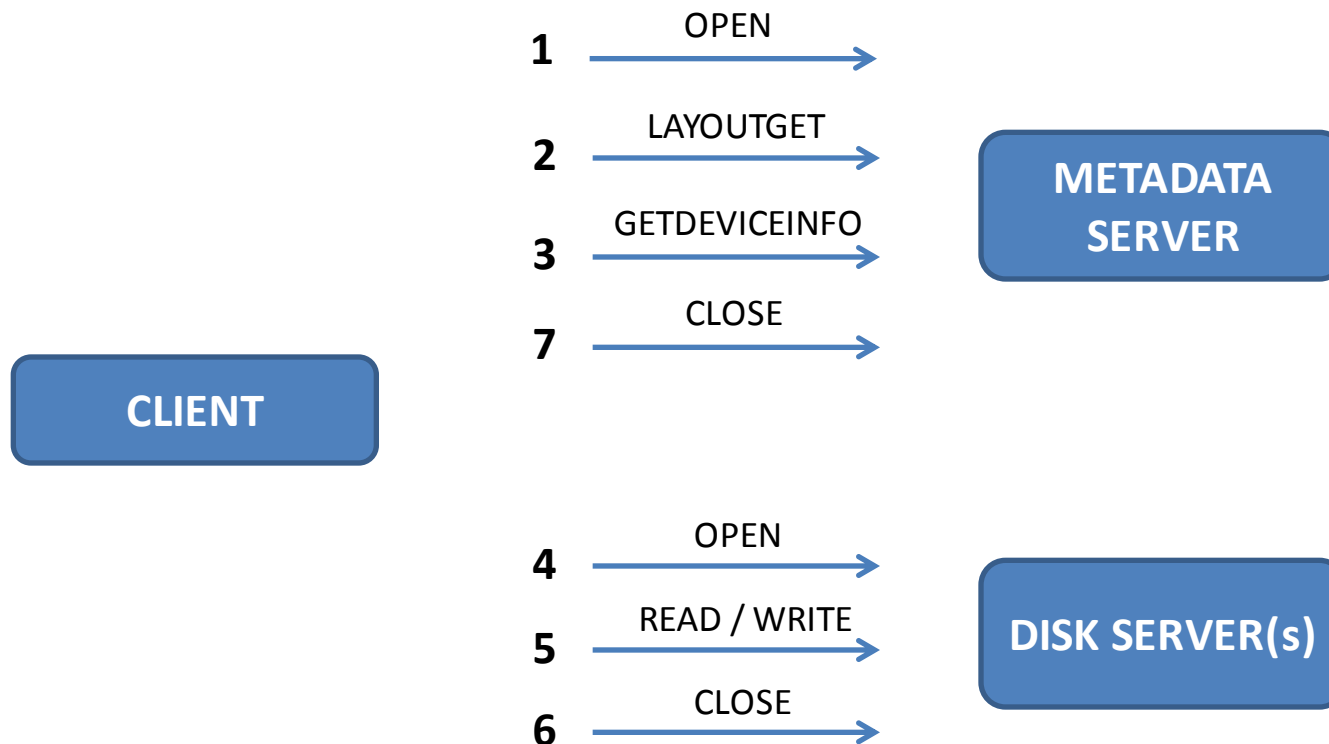 OPEN
1
LAYOUTGET
2
METADATA
SERVER
GETDEVICEINFO
3
CLOSE
7
CLIENT
OPEN
4
READ / WRITE
5
DISK SERVER(s)
CLOSE
6